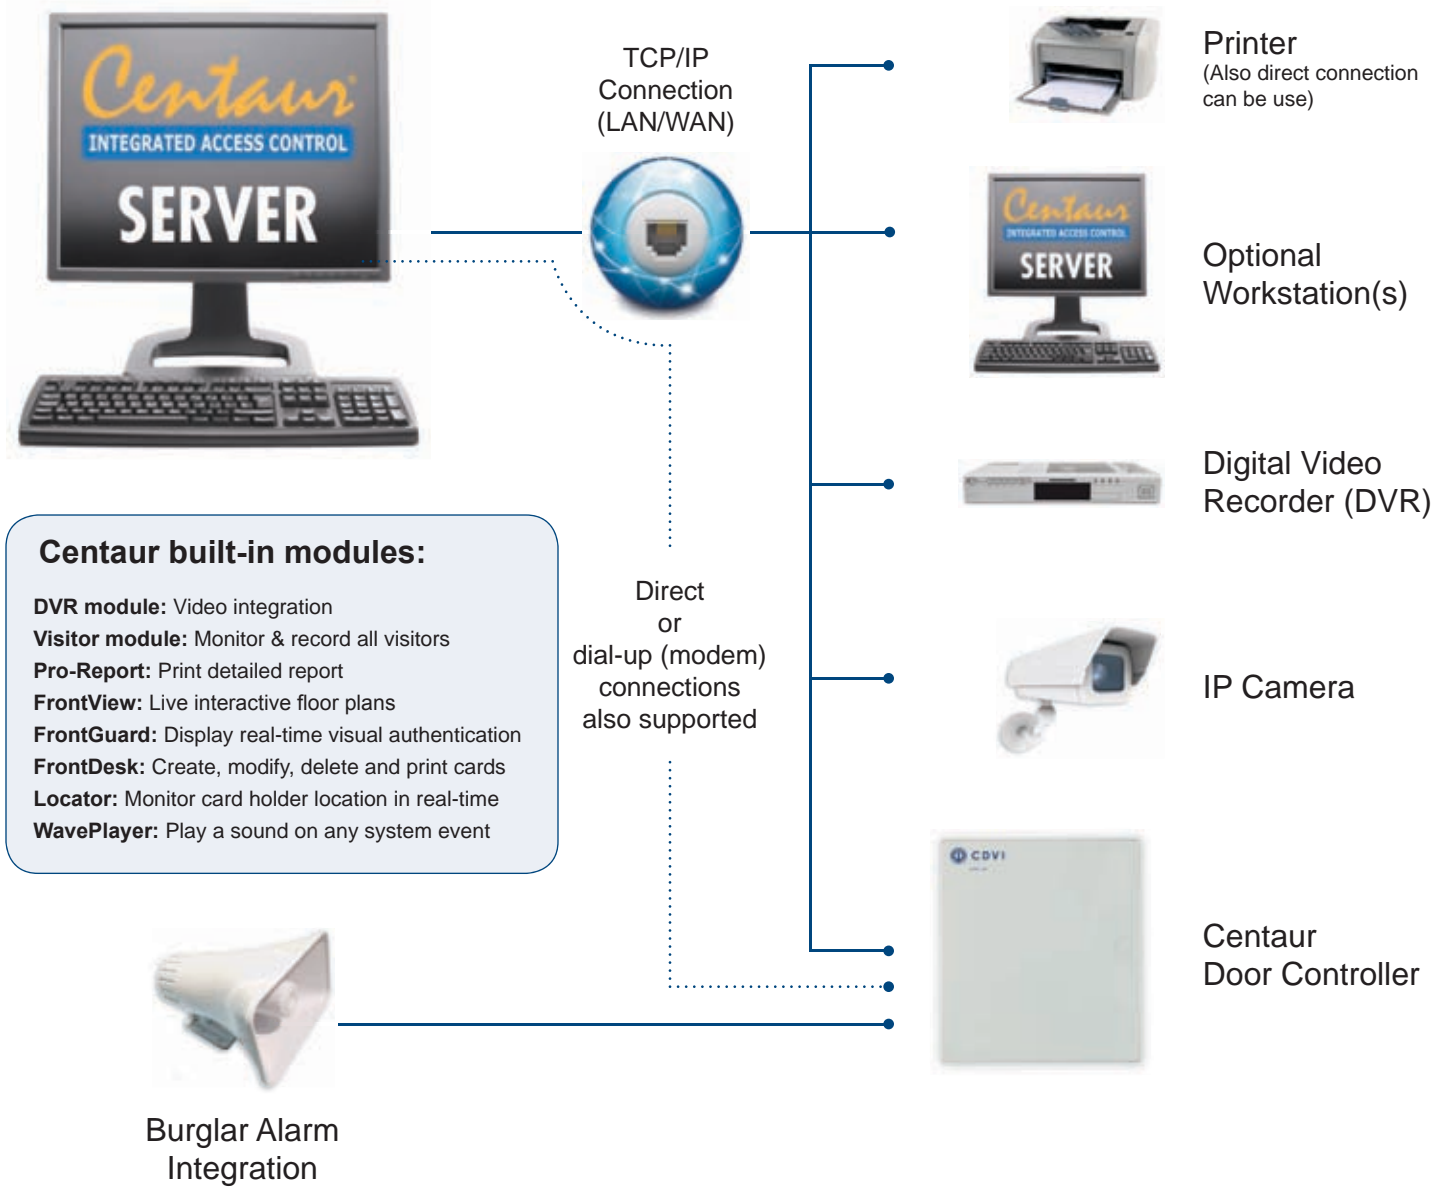 Centaur
INTEGRATED ACCESS CONTROL
SERVER
TCP/IP
Connection
(LAN/WAN)
Printer
(Also direct connection
can be use)
Centaur
INTEGRATED ACCESS CONTROL
SERVER
Optional
Workstation(s)
Digital Video
Recorder (DVR)
Centaur built-in modules:
DVR module: Video integration
Visitor module: Monitor & record all visitors
Pro-Report: Print detailed report
FrontView: Live interactive floor plans
FrontGuard: Display real-time visual authentication
FrontDesk: Create, modify, delete and print cards
Locator: Monitor card holder location in real-time
WavePlayer: Play a sound on any system event
Direct
or
dial-up (modem)
connections
also supported
IP Camera
CDVI
Centaur
Door Controller
Burglar Alarm
Integration